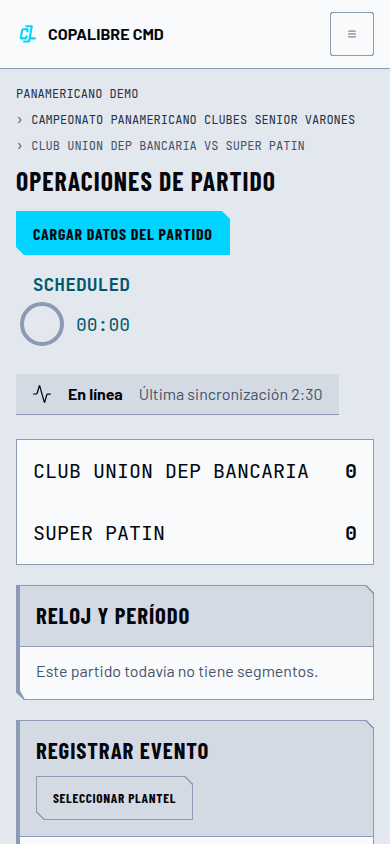 COPALIBRE CMD
PANAMERICANO DEMO
› CAMPEONATO PANAMERICANO CLUBES SENIOR VARONES
› CLUB UNION DEP BANCARIA VS SUPER PATIN
OPERACIONES DE PARTIDO
CARGAR DATOS DEL PARTIDO
SCHEDULED
00:00
En línea Última sincronización 2:30
CLUB UNION DEP BANCARIA 0
SUPER PATIN 0
RELOJ Y PERÍODO
Este partido todavía no tiene segmentos.
REGISTRAR EVENTO
SELECCIONAR PLANTEL